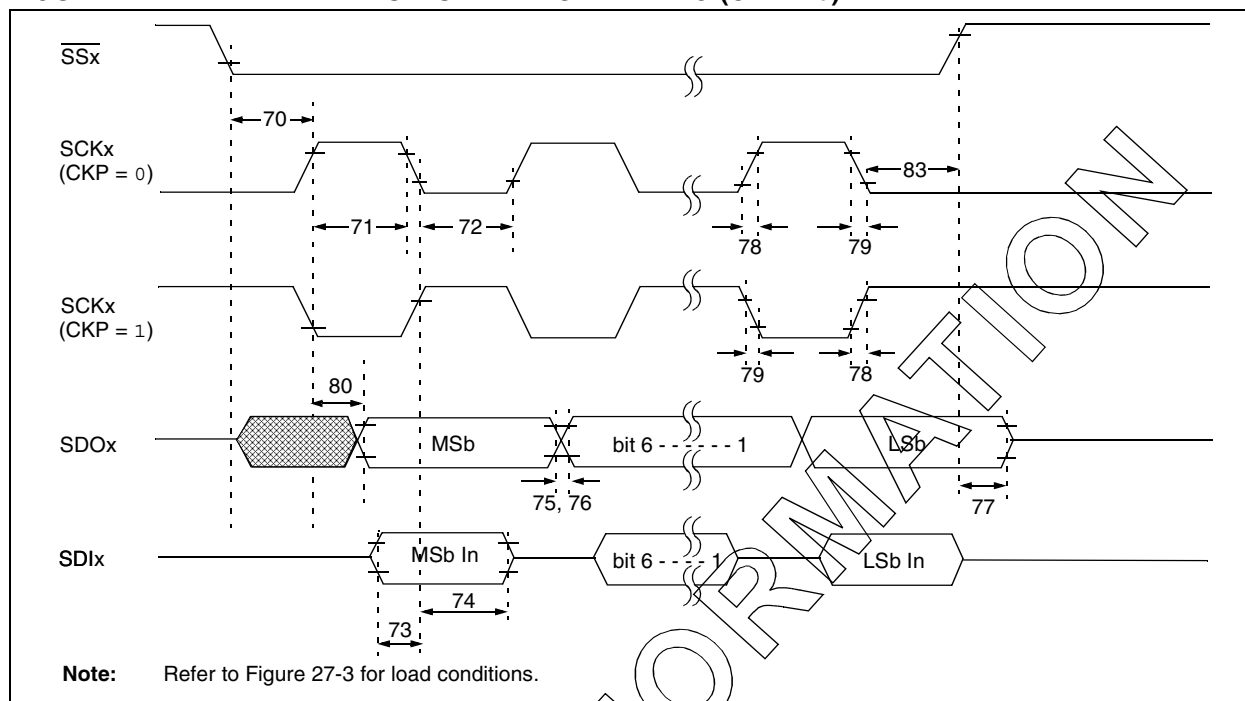 SSx
70
SCKx
(CKP = 0)
83
71
72
78
79
SCKx
(CKP = 1)
79
78
80
SDOx
MSb
bit 6 - - - - - - 1
LSb
75, 76
77
SDIx
MSb In
bit 6 - - - - 1
LSb In
74
73
Note: Refer to Figure 27-3 for load conditions.
ORMATION